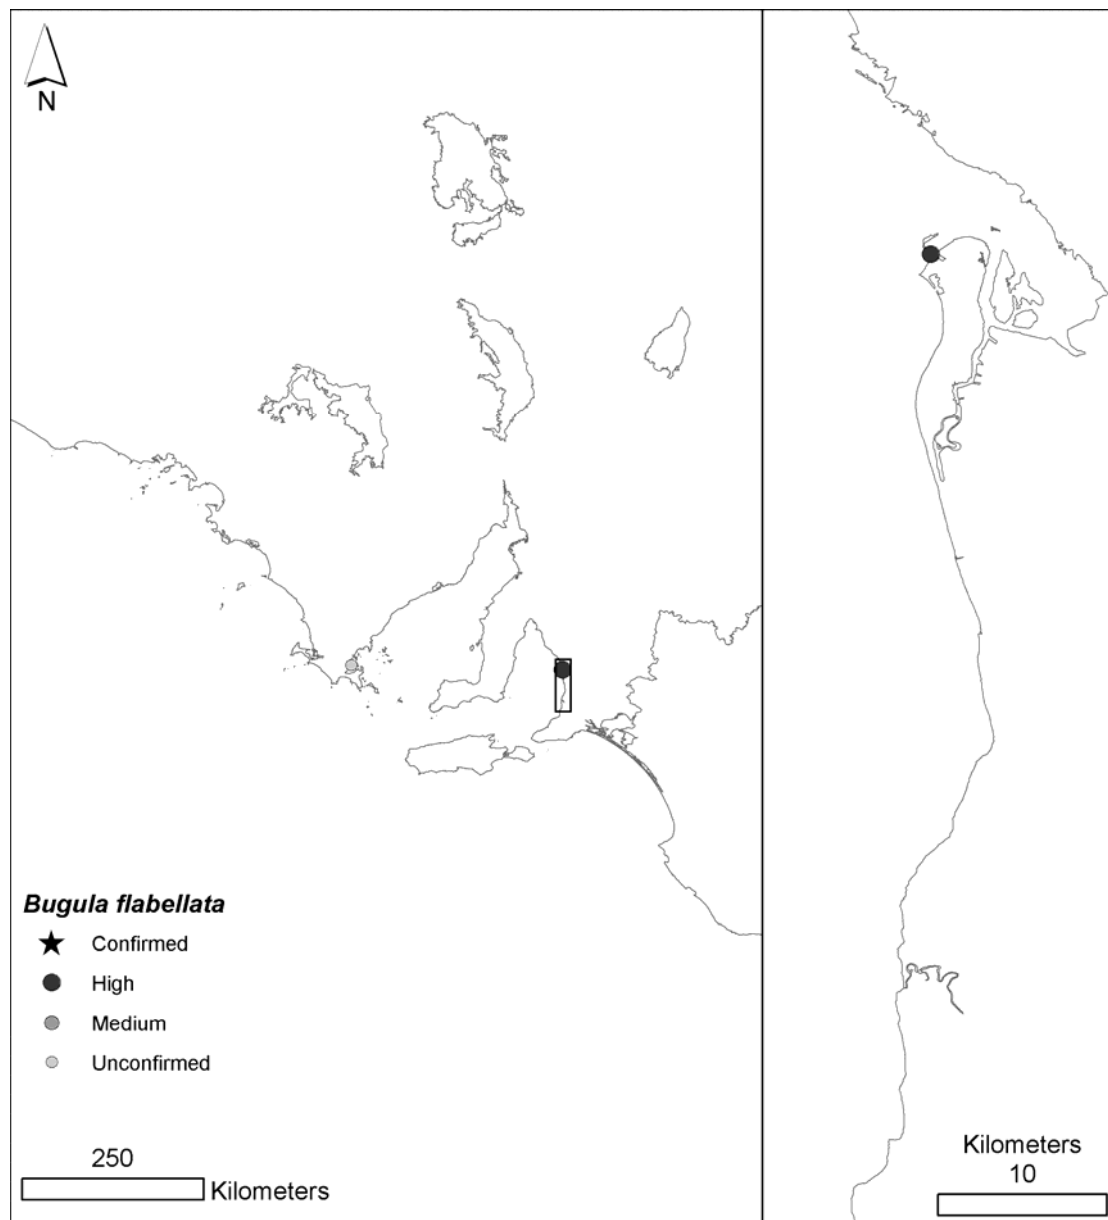 N
Bugula flabellata
Confirmed
High
Medium
Unconfirmed
250
Kilometers
Kilometers
10